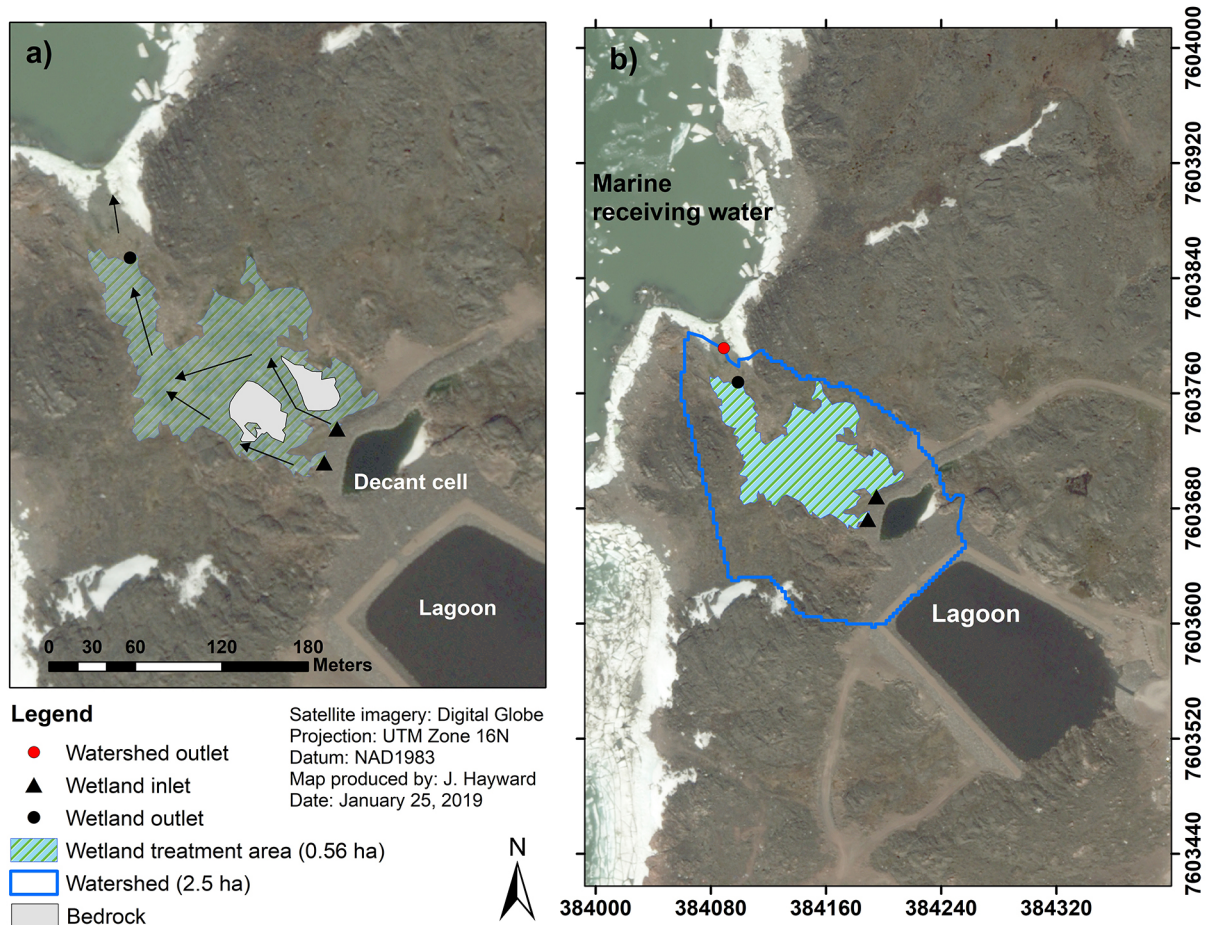 a)
Decant cell
Lagoon
0 30 60 120 180
Meters
b)
Marine
receiving water
Lagoon
7604000
7603920
7603840
7603760
7603680
7603600
7603520
7603440
384000 384080 384160 384240 384320
Legend
Watershed outlet
Wetland inlet
Wetland outlet
Wetland treatment area (0.56 ha)
Watershed (2.5 ha)
Bedrock
Satellite imagery: Digital Globe
Projection: UTM Zone 16N
Datum: NAD1983
Map produced by: J. Hayward
Date: January 25, 2019
N